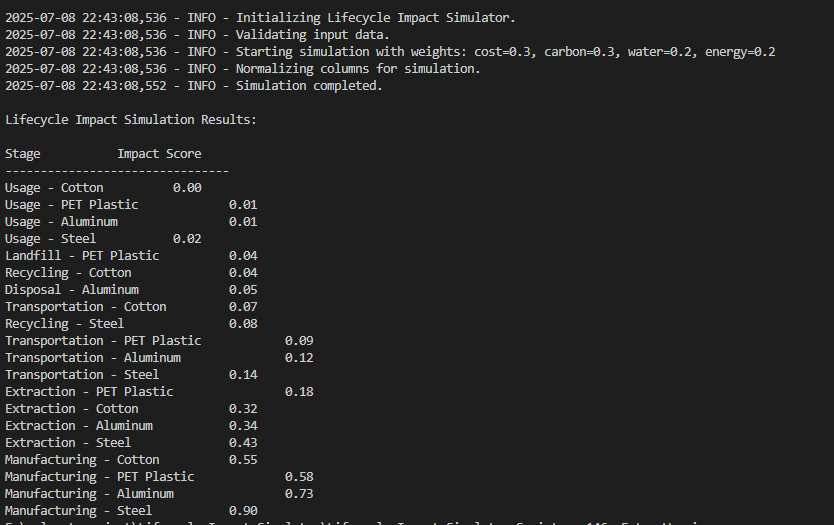 2025-07-08 22:43:08,536 - INFO - Initializing Lifecycle Impact Simulator.
2025-07-08 22:43:08,536 - INFO - Validating input data.
2025-07-08 22:43:08,536 - INFO - Starting simulation with weights: cost=0.3, carbon=0.3, water=0.2, energy=0.2
2025-07-08 22:43:08,536 - INFO - Normalizing columns for simulation.
2025-07-08 22:43:08,552 - INFO - Simulation completed.
Lifecycle Impact Simulation Results:
Stage Impact Score
--------------------------------
Usage - Cotton 0.00
Usage - PET Plastic 0.01
Usage - Aluminum 0.01
Usage - Steel 0.02
Landfill - PET Plastic 0.04
Recycling - Cotton 0.04
Disposal - Aluminum 0.05
Transportation - Cotton 0.07
Recycling - Steel 0.08
Transportation - PET Plastic 0.09
Transportation - Aluminum 0.12
Transportation - Steel 0.14
Extraction - PET Plastic 0.18
Extraction - Cotton 0.32
Extraction - Aluminum 0.34
Extraction - Steel 0.43
Manufacturing - Cotton 0.55
Manufacturing - PET Plastic 0.58
Manufacturing - Aluminum 0.73
Manufacturing - Steel 0.90